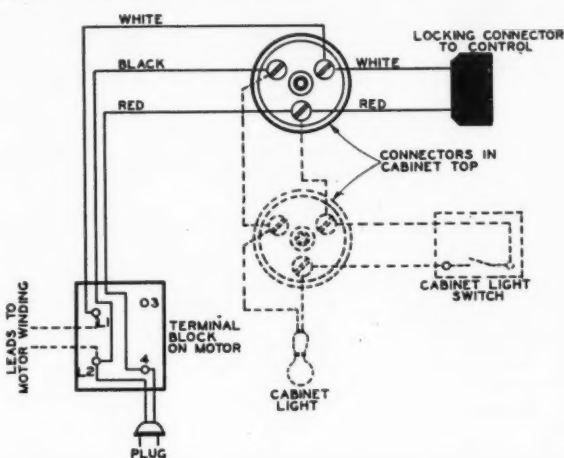 WHITE
LOCKING CONNECTOR
TO CONTROL
BLACK
WHITE
RED
RED
CONNECTORS IN
CABINET TOP
CABINET LIGHT
SWITCH
LEADS TO
MOTOR WINDING
L1
O3
L2
4
TERMINAL
BLOCK
ON MOTOR
CABINET
LIGHT
PLUG